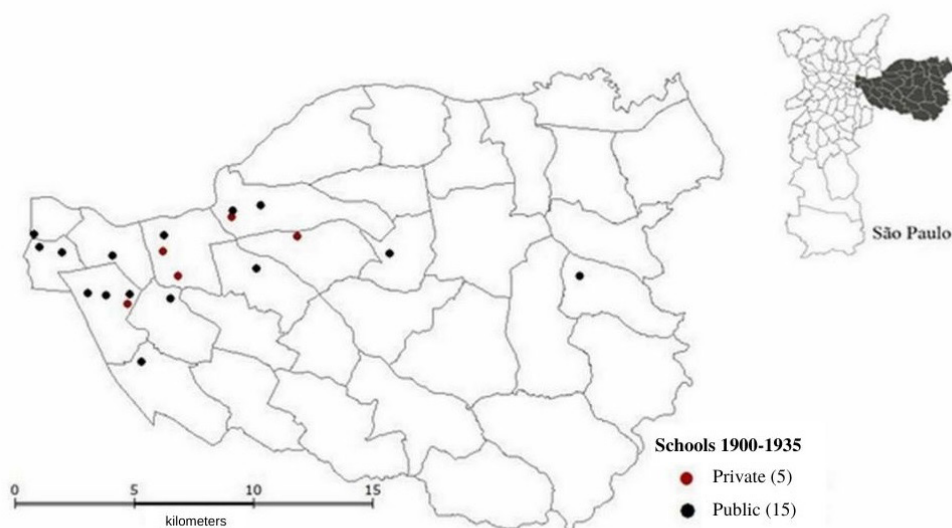 São Paulo
Schools 1900-1935
Private (5)
Public (15)
0 5 10 15
kilometers